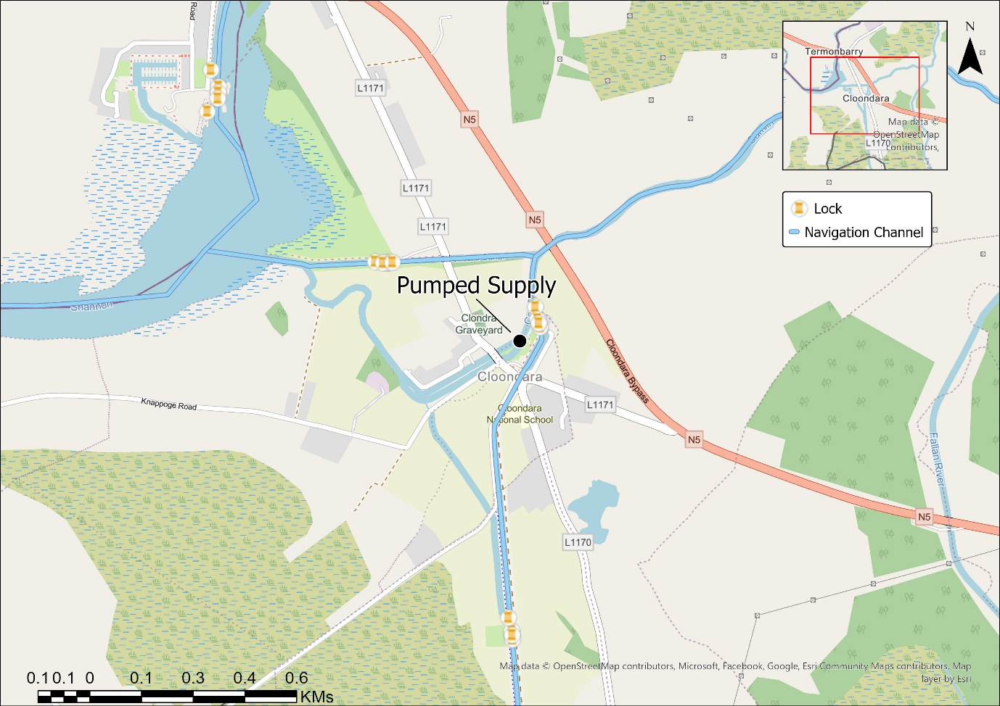 Road
L1171
N5
L1171
N5
L1171
Shannon
Pumped Supply
Clondra
Graveyard
Cloondara
Cloondara Bypass
Knappoge Road
L1171
National School
N5
Fallan River
N5
L1170
Termonbarry
Cloondara
Map data ©
OpenStreetMap
contributors,
L1170
N
Lock
Navigation Channel
Map data © OpenStreetMap contributors, Microsoft, Facebook, Google, Esri Community Maps contributors, Map
layer by Esri
0.1 0.1 0 0.1 0.3 0.4 0.6
KMs